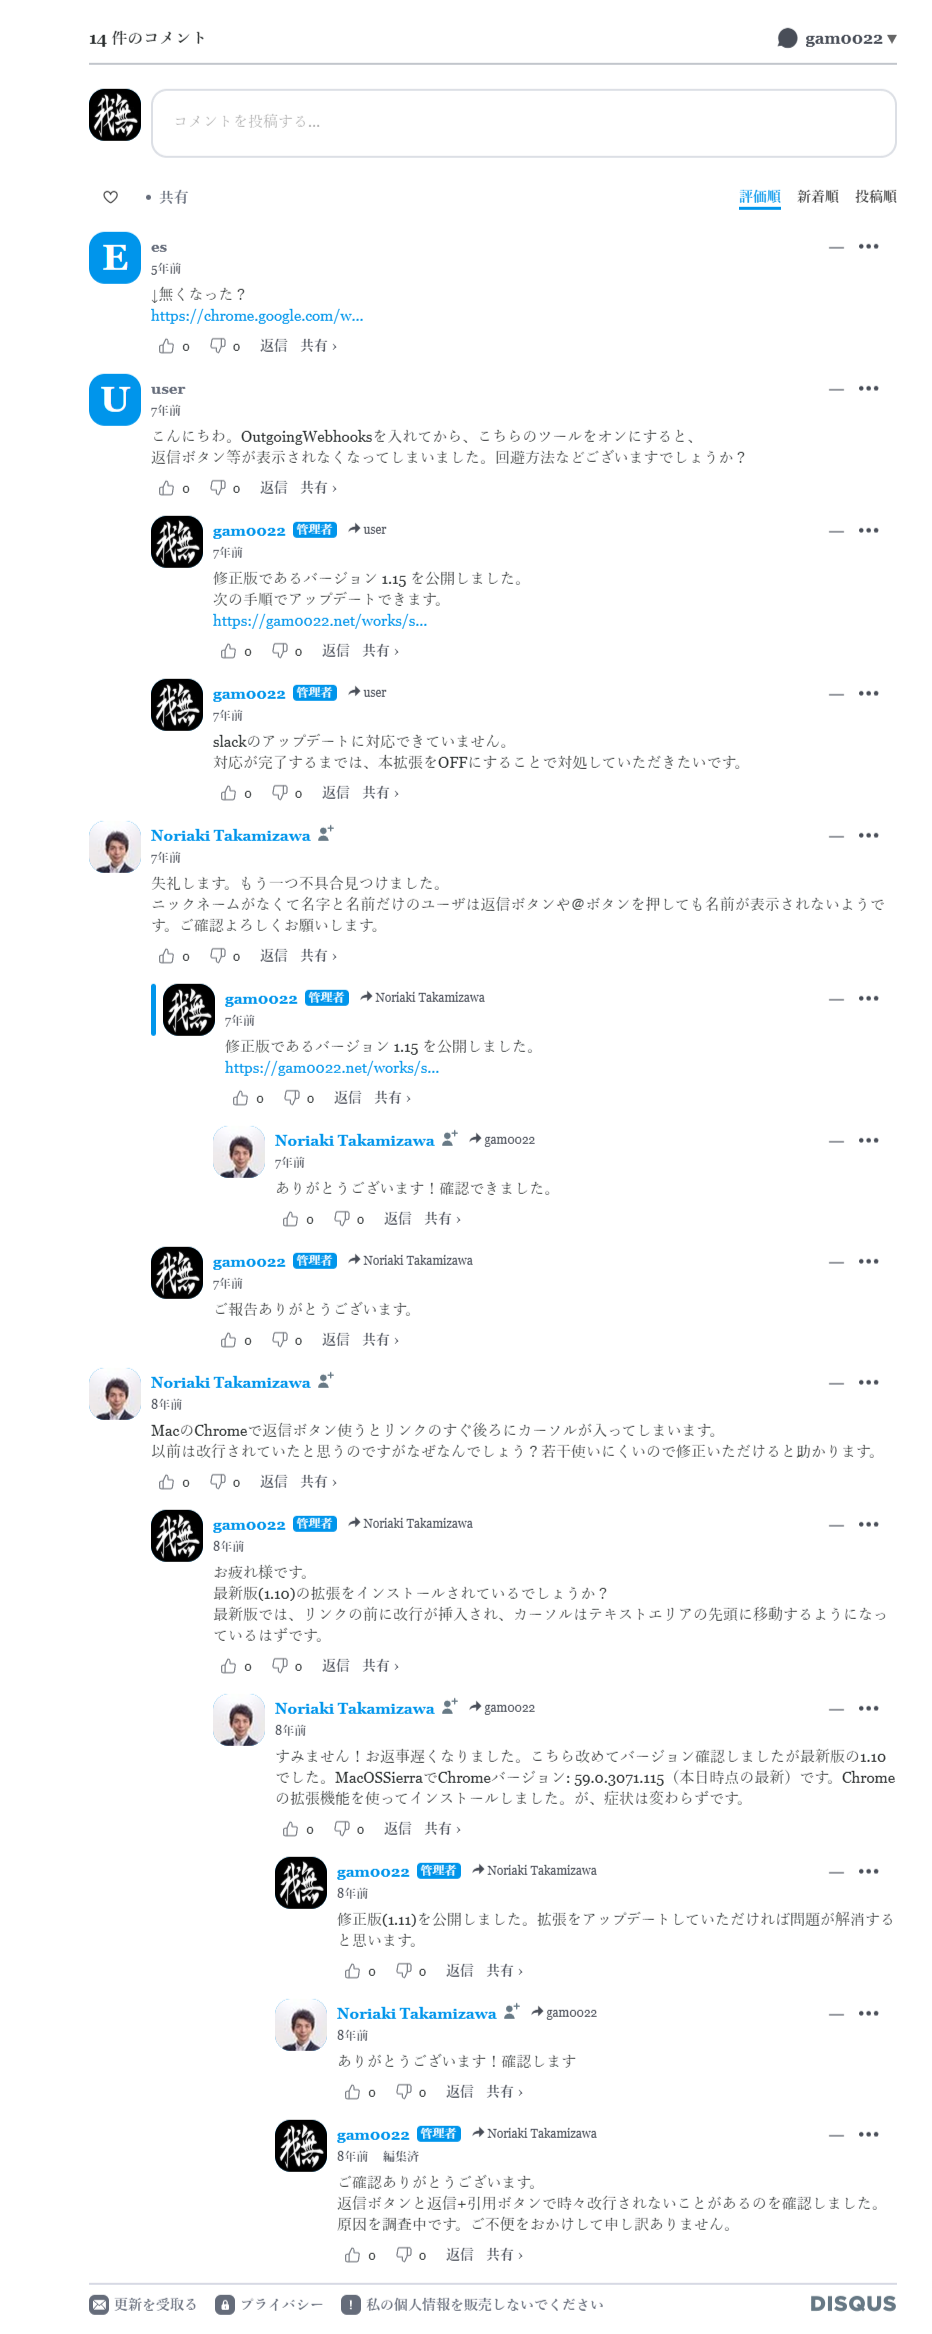 14 件のコメント
gam0022 ▼
コメントを投稿する...
• 共有
評価順 新着順 投稿順
E
es
5年前
↓無くなった？
https://chrome.google.com/w...
0 0 返信 共有 ›
U
user
7年前
こんにちわ。OutgoingWebhooksを入れてから、こちらのツールをオンにすると、
返信ボタン等が表示されなくなってしまいました。回避方法などございますでしょうか？
0 0 返信 共有 ›
我無
gam0022 管理者 user
7年前
修正版であるバージョン 1.15 を公開しました。
次の手順でアップデートできます。
https://gam0022.net/works/s...
0 0 返信 共有 ›
gam0022 管理者 user
7年前
slackのアップデートに対応できていません。
対応が完了するまでは、本拡張をOFFにすることで対処していただきたいです。
0 0 返信 共有 ›
Noriaki Takamizawa
7年前
失礼します。もう一つ不具合見つけました。
ニックネームがなくて名字と名前だけのユーザは返信ボタンや@ボタンを押しても名前が表示されないようで
す。ご確認よろしくお願いします。
0 0 返信 共有 ›
gam0022 管理者 Noriaki Takamizawa
7年前
修正版であるバージョン 1.15 を公開しました。
https://gam0022.net/works/s...
0 0 返信 共有 ›
Noriaki Takamizawa gam0022
7年前
ありがとうございます！確認できました。
0 0 返信 共有 ›
gam0022 管理者 Noriaki Takamizawa
7年前
ご報告ありがとうございます。
0 0 返信 共有 ›
Noriaki Takamizawa
8年前
MacのChromeで返信ボタン使うとリンクのすぐ後ろにカーソルが入ってしまいます。
以前は改行されていたと思うのですがなぜなんでしょう？若干使いにくいので修正いただけると助かります。
0 0 返信 共有 ›
gam0022 管理者 Noriaki Takamizawa
8年前
お疲れ様です。
最新版(1.10)の拡張をインストールされているでしょうか？
最新版では、リンクの前に改行が挿入され、カーソルはテキストエリアの先頭に移動するようになっ
ているはずです。
0 0 返信 共有 ›
Noriaki Takamizawa gam0022
8年前
すみません！お返事遅くなりました。こちら改めてバージョン確認しましたが最新版の1.10
でした。MacOSSierraでChromeバージョン: 59.0.3071.115（本日時点の最新）です。Chrome
の拡張機能を使ってインストールしました。が、症状は変わらずです。
0 0 返信 共有 ›
gam0022 管理者 Noriaki Takamizawa
8年前
修正版(1.11)を公開しました。拡張をアップデートしていただければ問題が解消する
と思います。
0 0 返信 共有 ›
Noriaki Takamizawa gam0022
8年前
ありがとうございます！確認します
0 0 返信 共有 ›
gam0022 管理者 Noriaki Takamizawa
8年前 編集済
ご確認ありがとうございます。
返信ボタンと返信+引用ボタンで時々改行されないことがあるのを確認しました。
原因を調査中です。ご不便をおかけして申し訳ありません。
0 0 返信 共有 ›
更新を受取る プライバシー 私の個人情報を販売しないでください
DISQUS